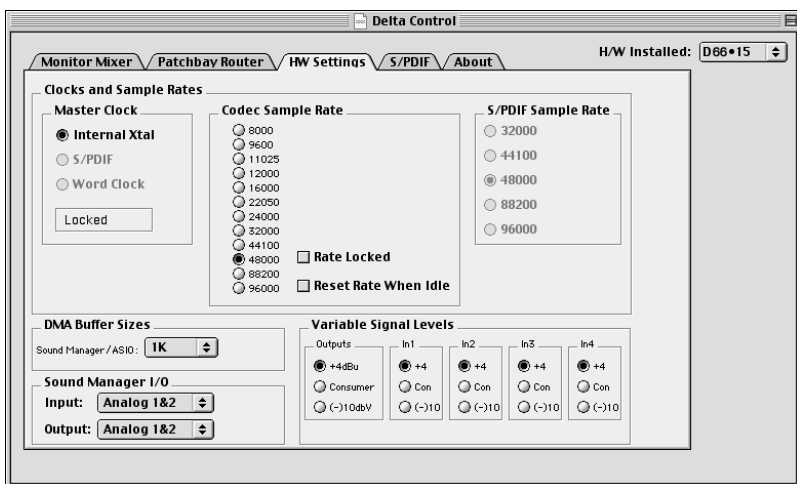 Delta Control
H/W Installed: D66•15
Monitor Mixer
Patchbay Router
HW Settings
S/PDIF
About
Clocks and Sample Rates
Master Clock
Internal Xtal
S/PDIF
Word Clock
Locked
Codec Sample Rate
8000
9600
11025
12000
16000
22050
24000
32000
44100
48000
88200
96000
Rate Locked
Reset Rate When Idle
S/PDIF Sample Rate
32000
44100
48000
88200
96000
DMA Buffer Sizes
Sound Manager/ASIO: 1K
Sound Manager I/O
Input: Analog 1&2
Output: Analog 1&2
Variable Signal Levels
Outputs
+4dBu
Consumer
(-)10dbV
In1
+4
Con
(-)10
In2
+4
Con
(-)10
In3
+4
Con
(-)10
In4
+4
Con
(-)10